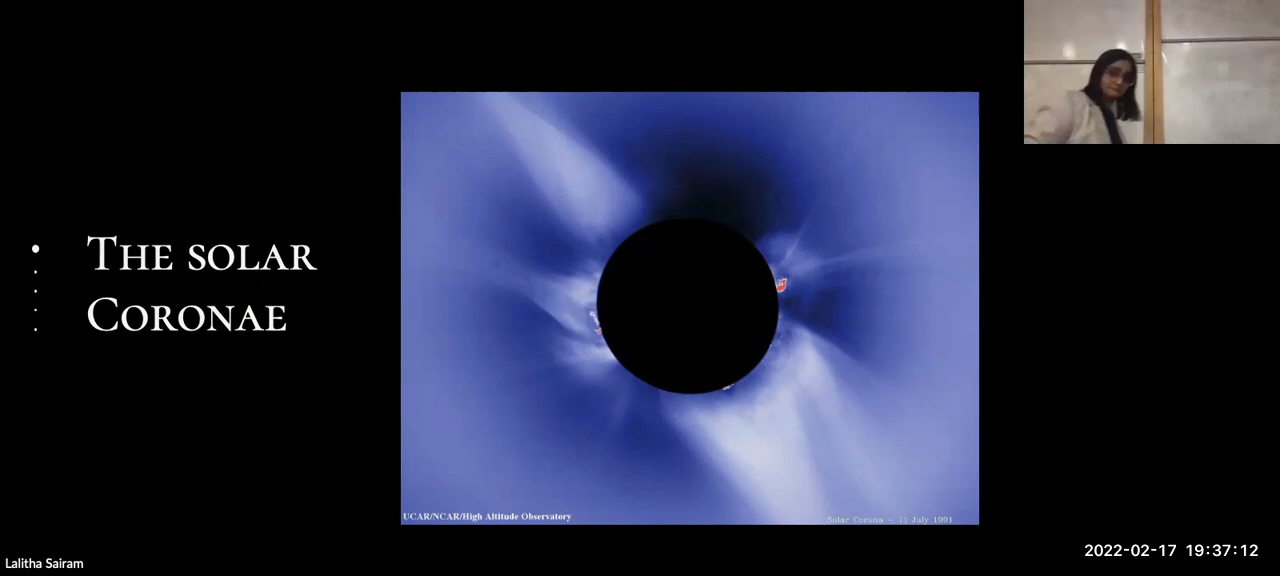 The solar
Coronae
UCAR/NCAR/High Altitude Observatory
Solar Corona – 11 July 1991
Lalitha Sairam
2022-02-17 19:37:12